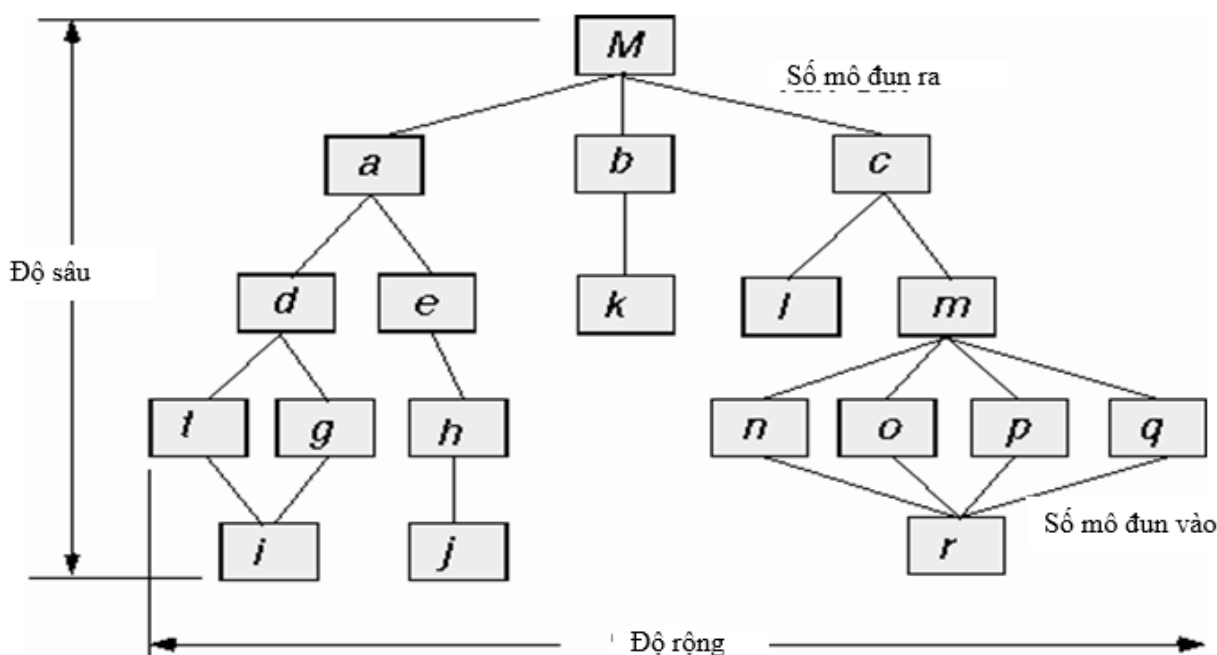 M
Số mô đun ra
a b c
Độ sâu
d e k l m
t g h n o p q
Số mô đun vào
i j r
Độ rộng